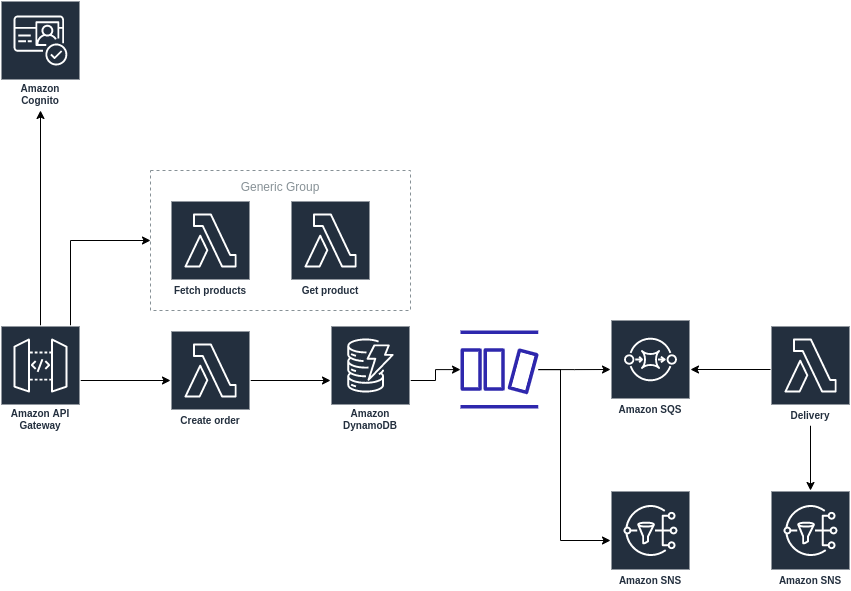 Amazon
Cognito
Generic Group
Fetch products
Get product
Amazon API
Gateway
Create order
Amazon
DynamoDB
Amazon SQS
Delivery
Amazon SNS
Amazon SNS